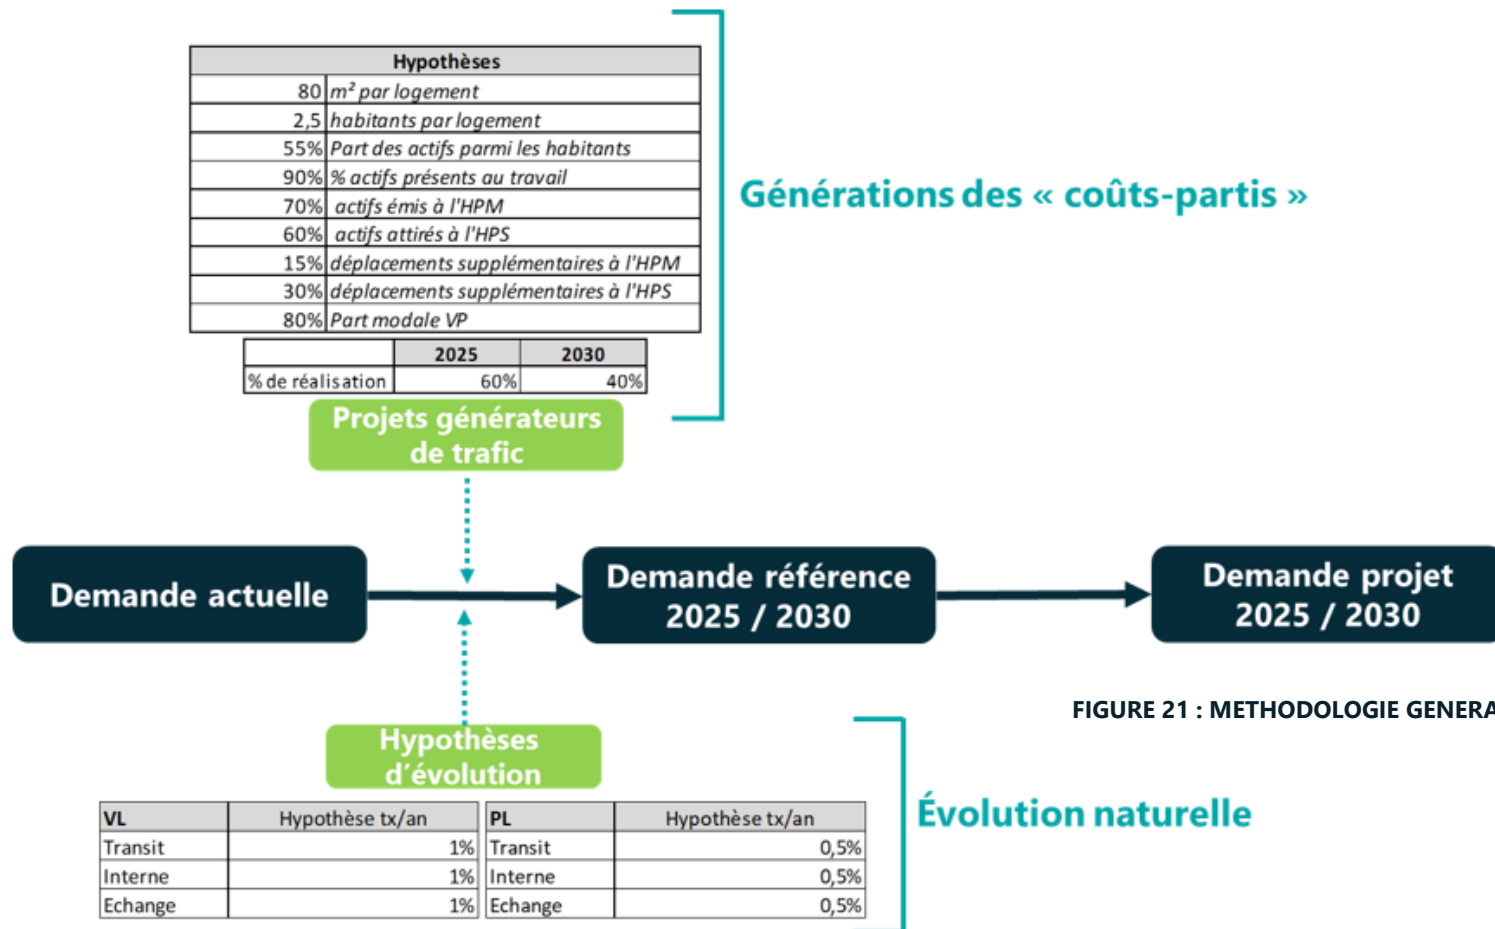 Hypothèses
80 m² par logement
2,5 habitants par logement
55% Part des actifs parmi les habitants
90% % actifs présents au travail
70% actifs émis à l'HPM
60% actifs attirés à l'HPS
15% déplacements supplémentaires à l'HPM
30% déplacements supplémentaires à l'HPS
80% Part modale VP
2025 2030
% de réalisation 60% 40%
Générations des « coûts-partis »
Projets générateurs
de trafic
Demande actuelle
Demande référence
2025 / 2030
Demande projet
2025 / 2030
FIGURE 21 : METHODOLOGIE GENERA
Hypothèses
d'évolution
VL Hypothèse tx/an PL Hypothèse tx/an
Transit 1% Transit 0,5%
Interne 1% Interne 0,5%
Echange 1% Echange 0,5%
Évolution naturelle